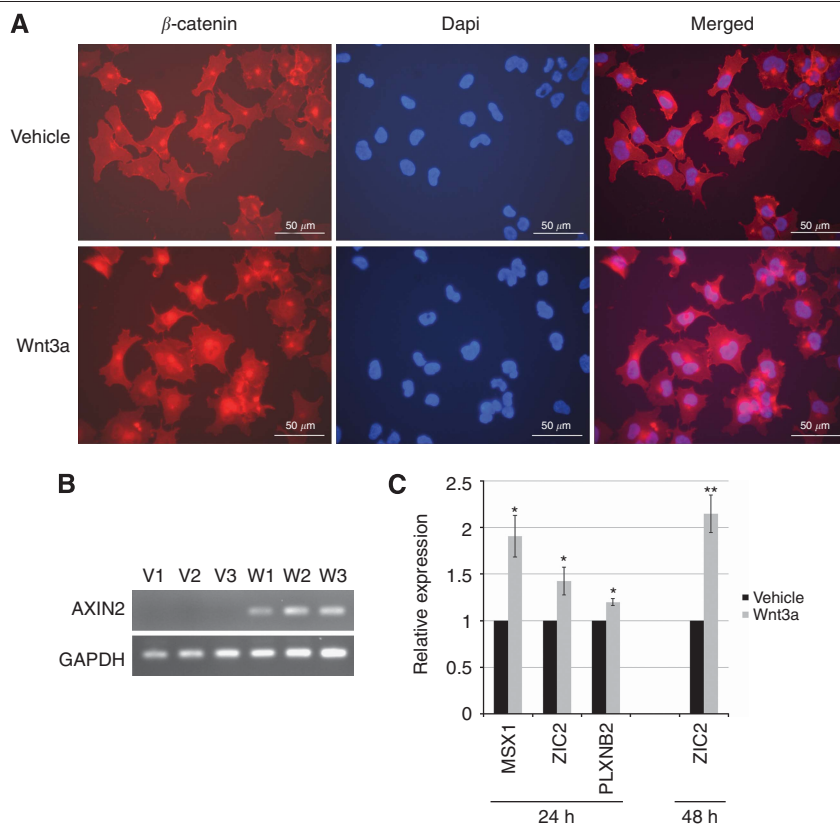 A
β-catenin
Dapi
Merged
Vehicle
50 μm
50 μm
50 μm
Wnt3a
50 μm
50 μm
50 μm
B
V1 V2 V3 W1 W2 W3
AXIN2
GAPDH
C
Relative expression
2.5
2
1.5
1
0.5
0
*
*
*
**
Vehicle
Wnt3a
MSX1
ZIC2
PLXNB2
ZIC2
24 h
48 h